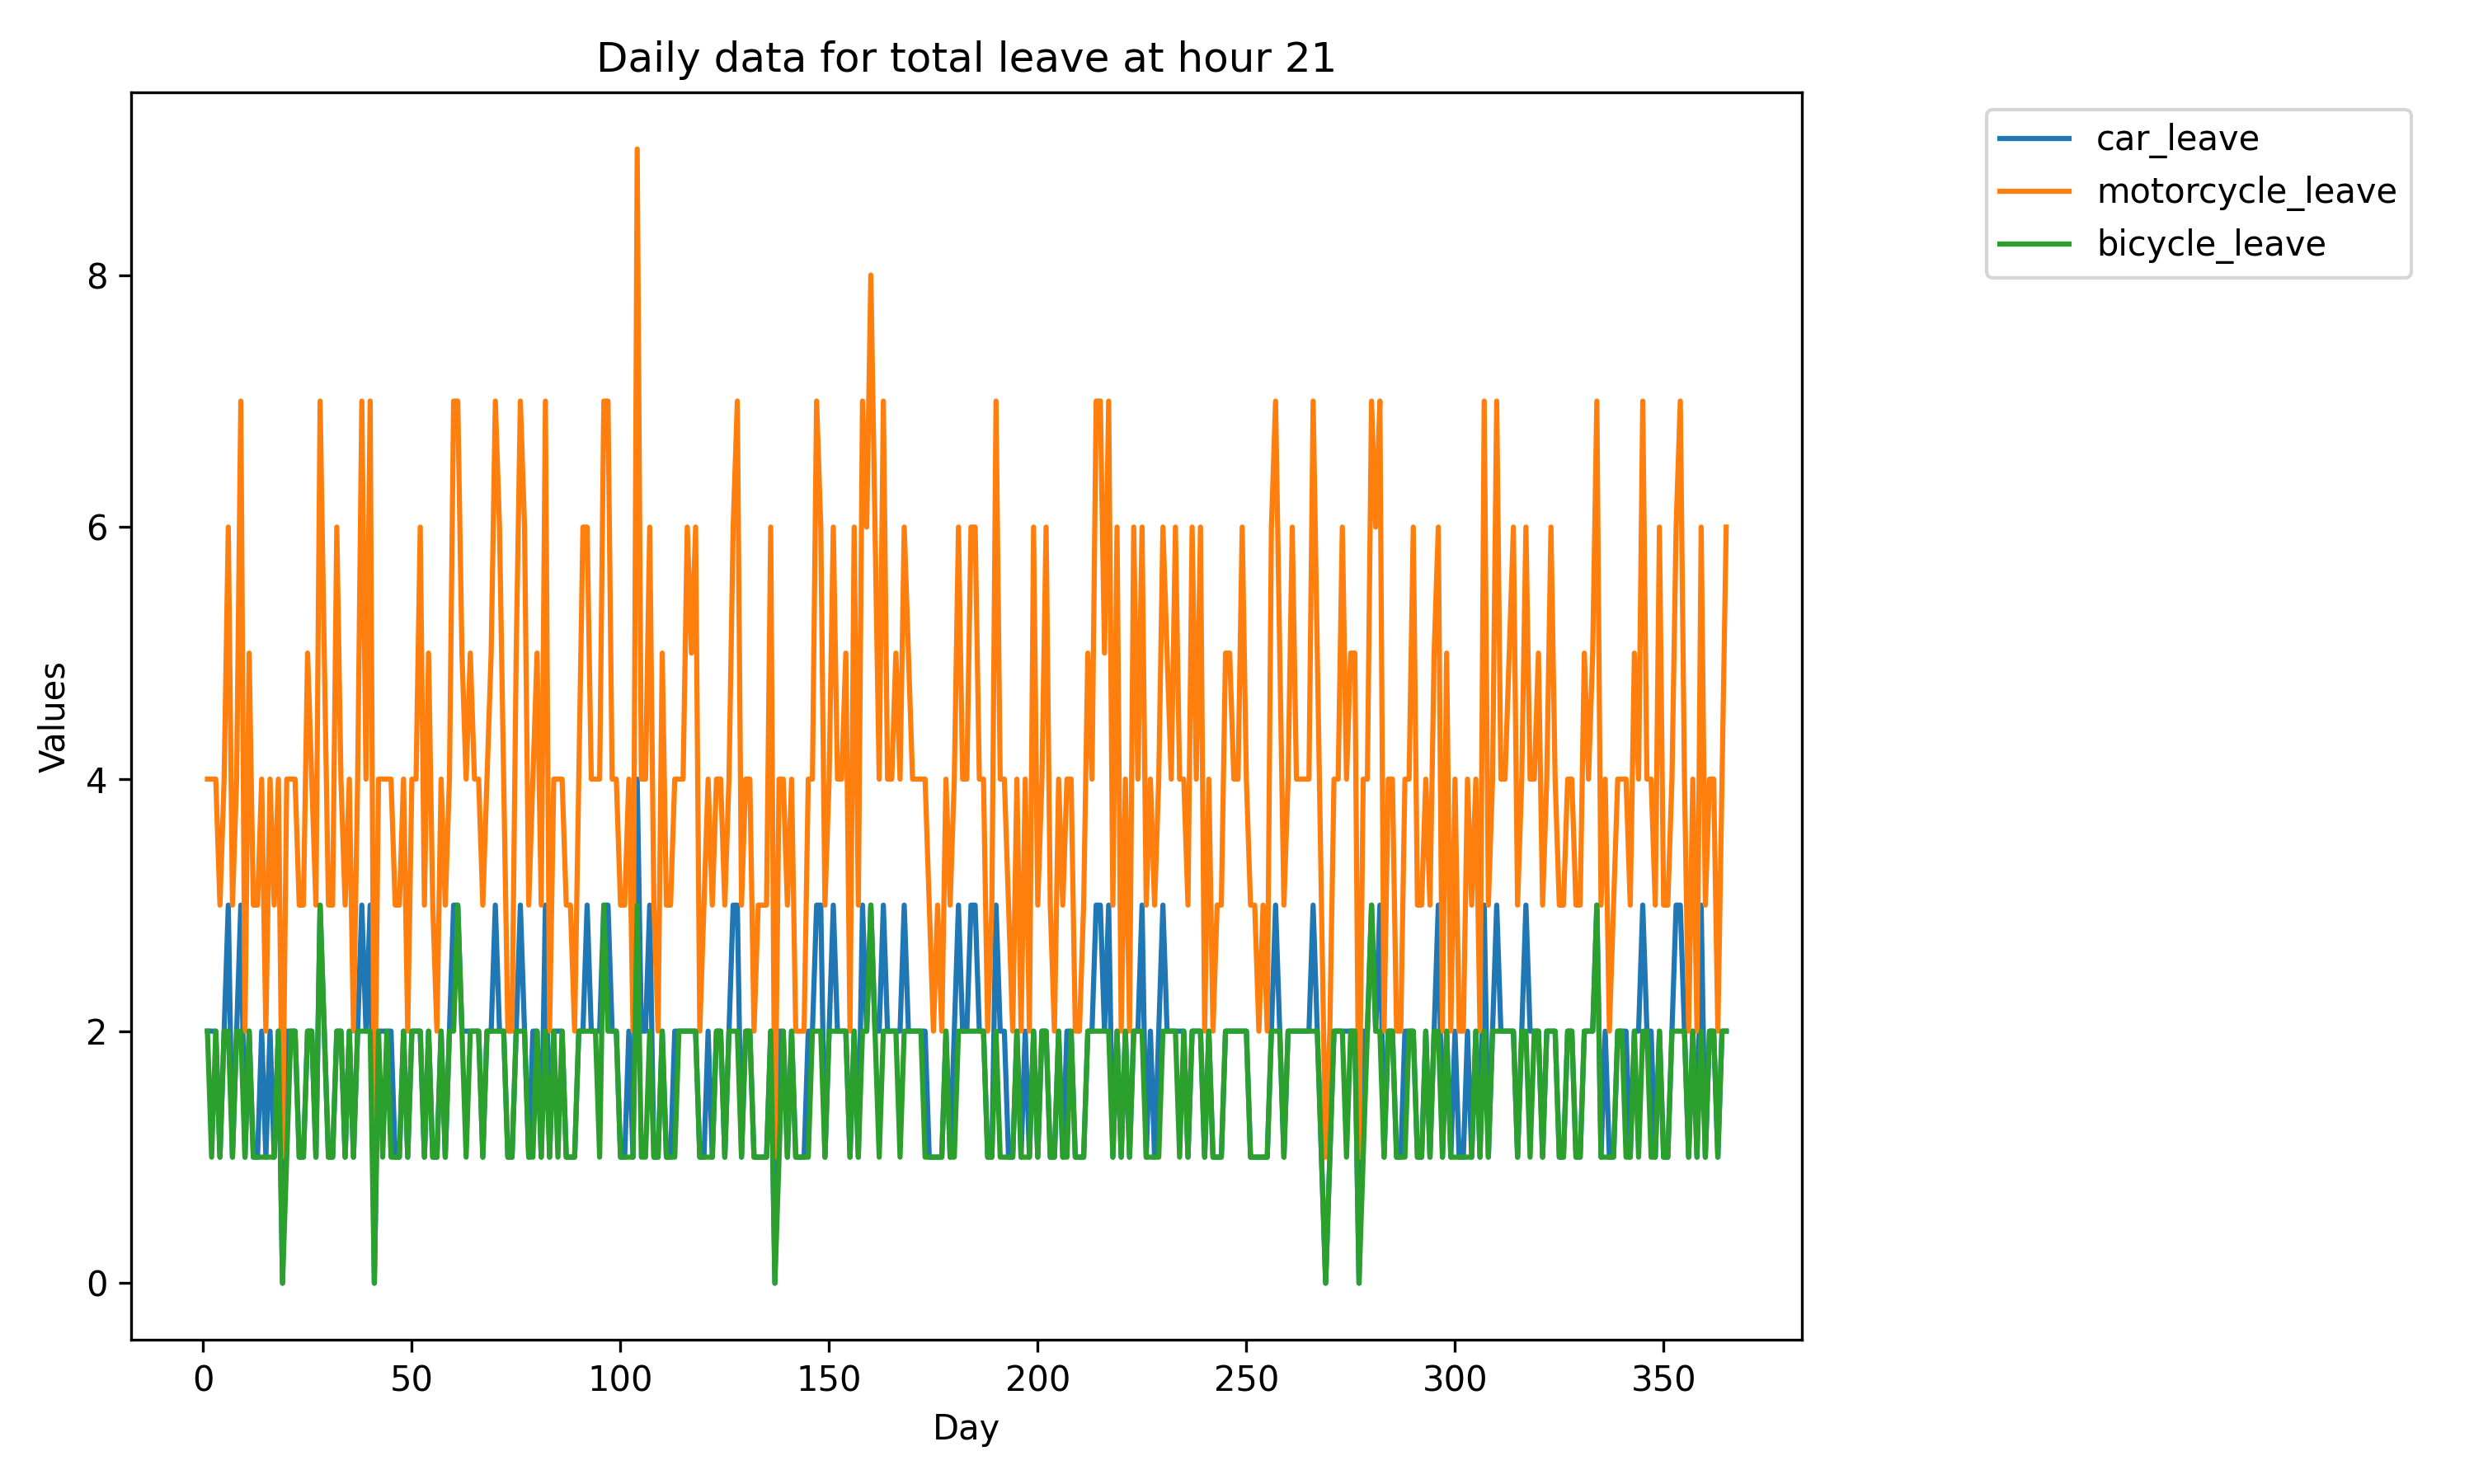 Daily data for total leave at hour 21
car_leave
motorcycle_leave
bicycle_leave
Values
8
6
4
2
0
0 50 100 150 200 250 300 350
Day